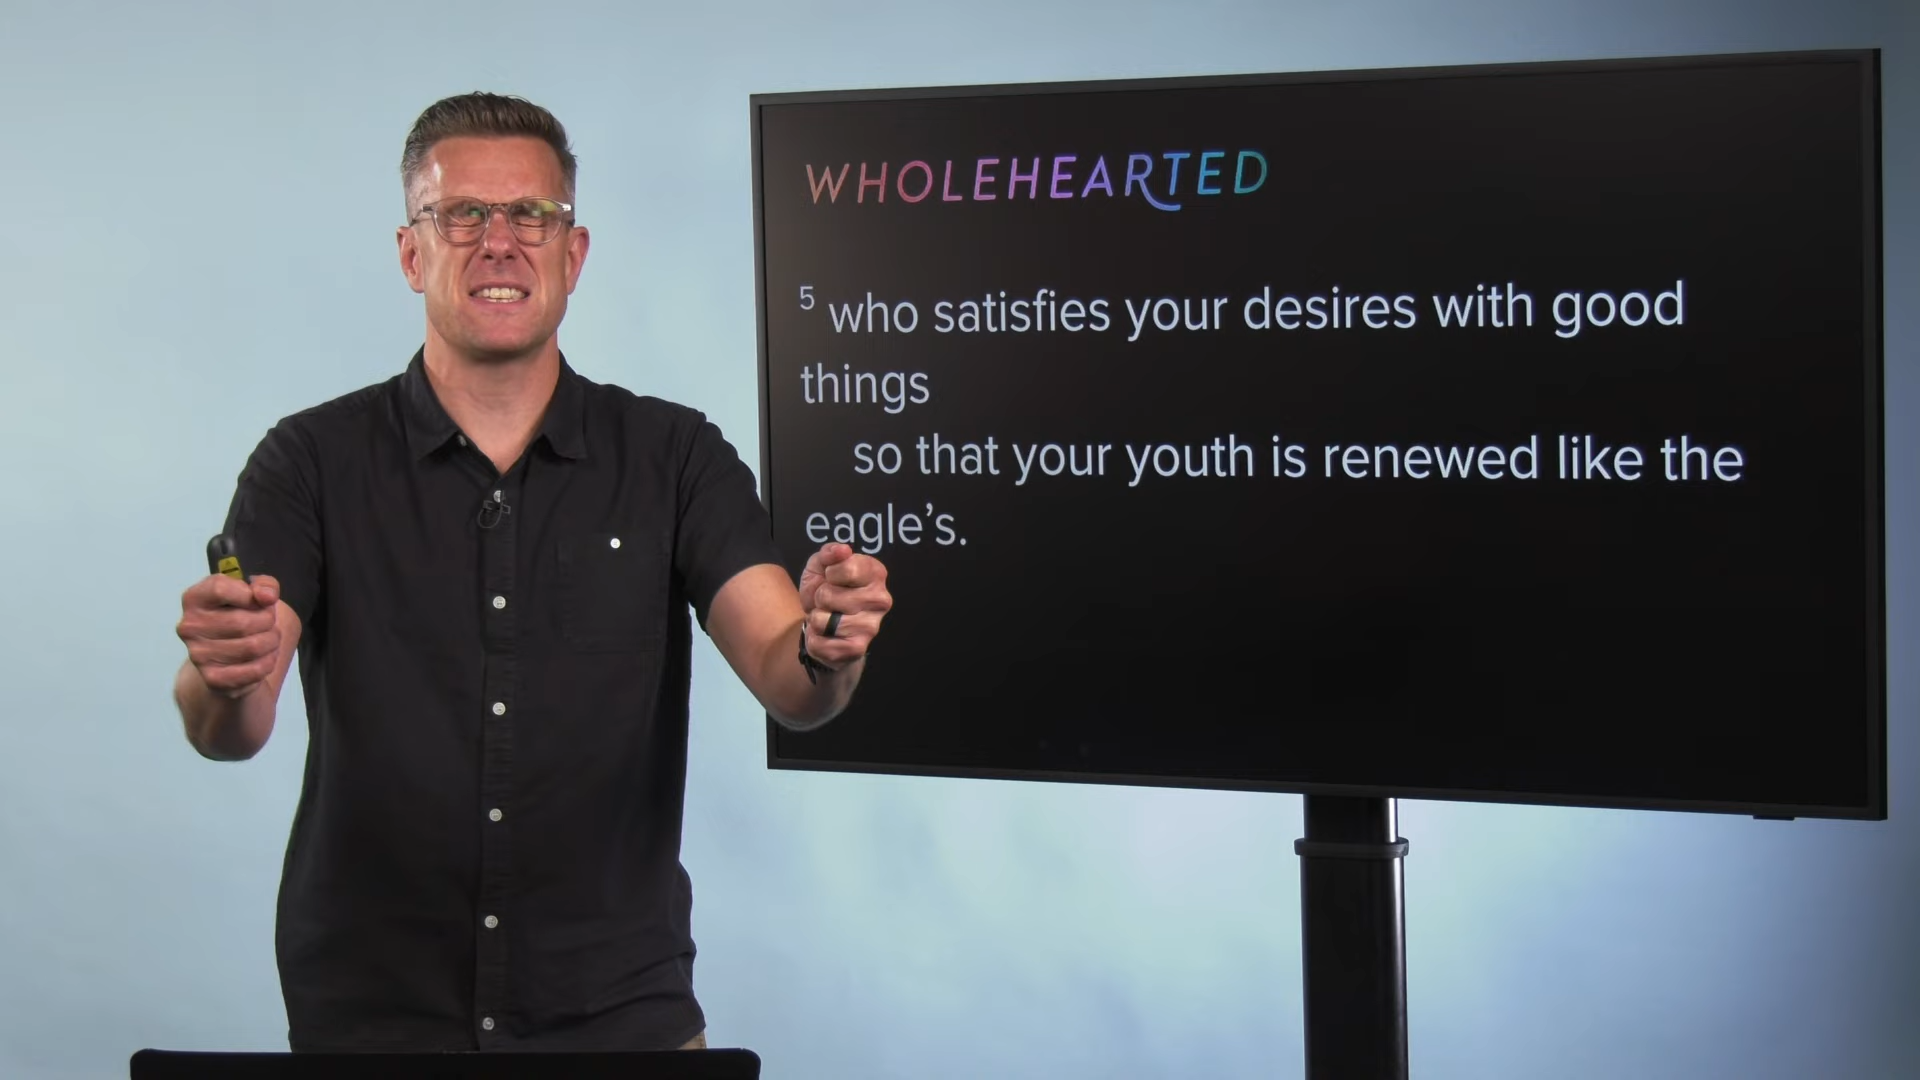 WHOLEHEARTED
5 who satisfies your desires with good
things
so that your youth is renewed like the
eagle’s.